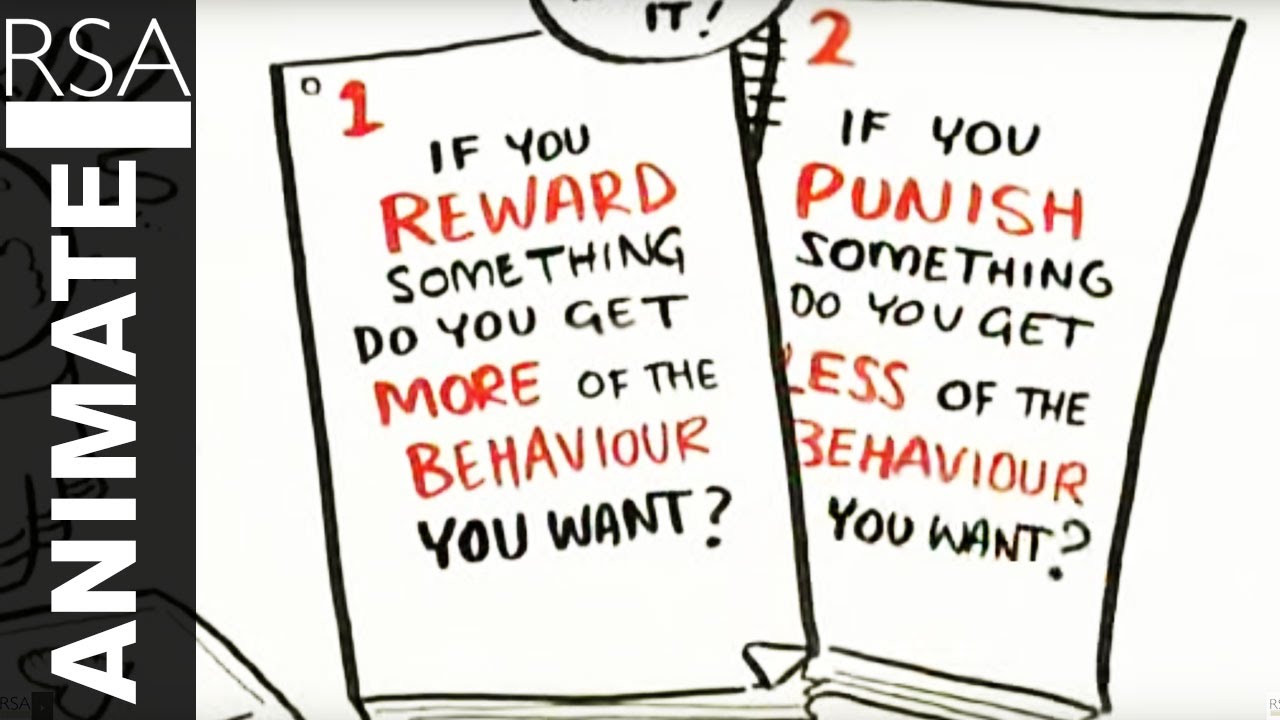 RSA
ANIMATE
IT!
1
IF YOU
REWARD
SOMETHING
DO YOU GET
MORE OF THE
BEHAVIOUR
YOU WANT?
2
IF YOU
PUNISH
SOMETHING
DO YOU GET
LESS OF THE
BEHAVIOUR
YOU WANT?
RSA
RS